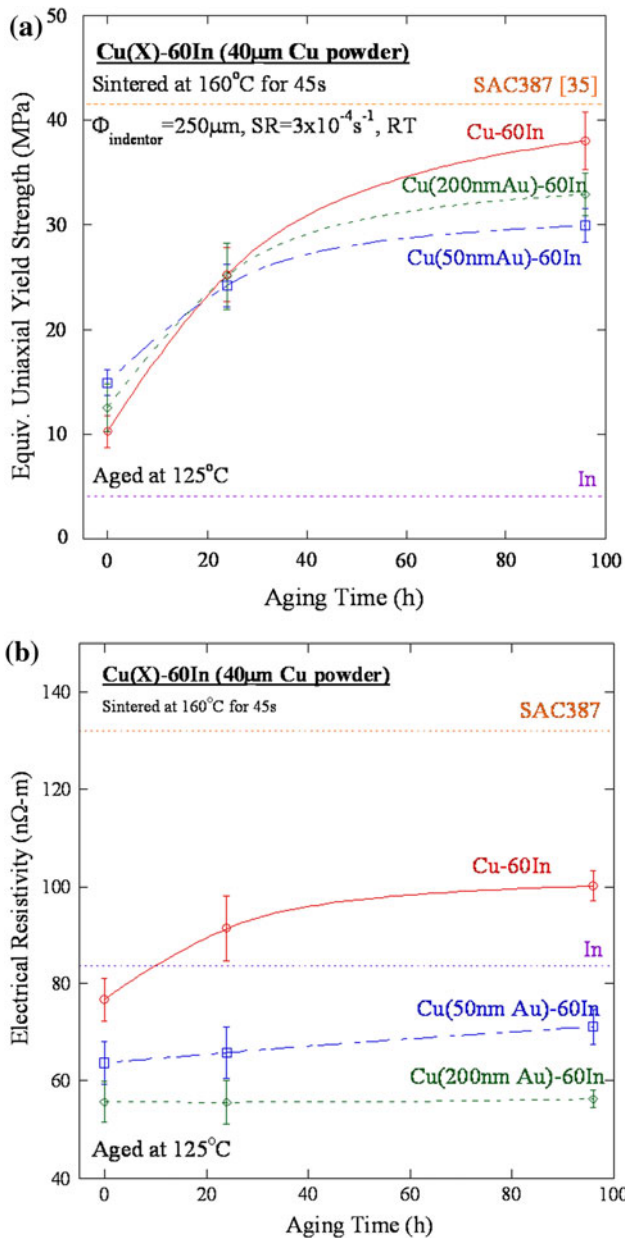 (a)
Cu(X)-60In (40μm Cu powder)
Sintered at 160°C for 45s
SAC387 [35]
Φindentor=250μm, SR=3x10-4s-1, RT
Cu-60In
Cu(200nmAu)-60In
Cu(50nmAu)-60In
Aged at 125°C
In
50
40
30
20
10
0
Equiv. Uniaxial Yield Strength (MPa)
0 20 40 60 80 100
Aging Time (h)
(b)
Cu(X)-60In (40μm Cu powder)
Sintered at 160°C for 45s
SAC387
Cu-60In
In
Cu(50nm Au)-60In
Cu(200nm Au)-60In
Aged at 125°C
140
120
100
80
60
40
Electrical Resistivity (nΩ-m)
0 20 40 60 80 100
Aging Time (h)